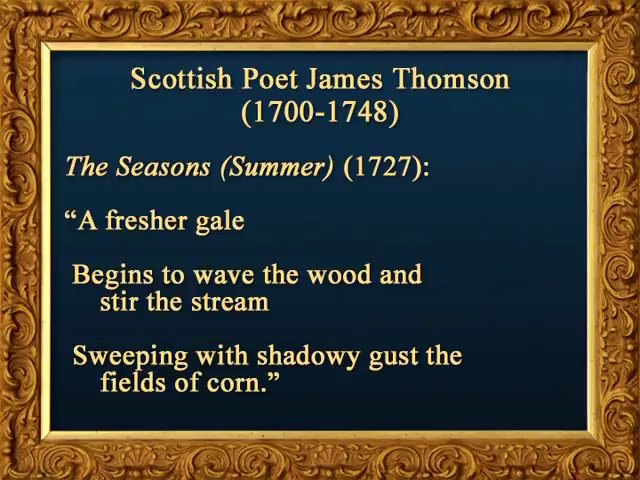 Scottish Poet James Thomson
(1700-1748)
The Seasons (Summer) (1727):
“A fresher gale
Begins to wave the wood and
stir the stream
Sweeping with shadowy gust the
fields of corn.”